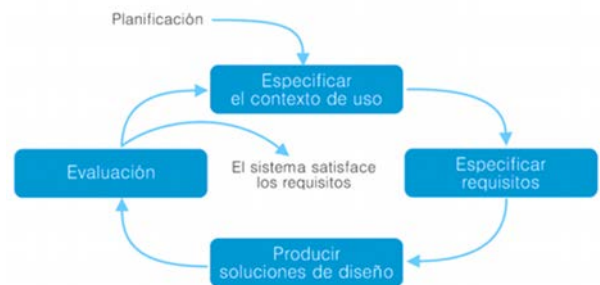 Planificación
Especificar
el contexto de uso
Evaluación
El sistema satisface
los requisitos
Especificar
requisitos
Producir
soluciones de diseño